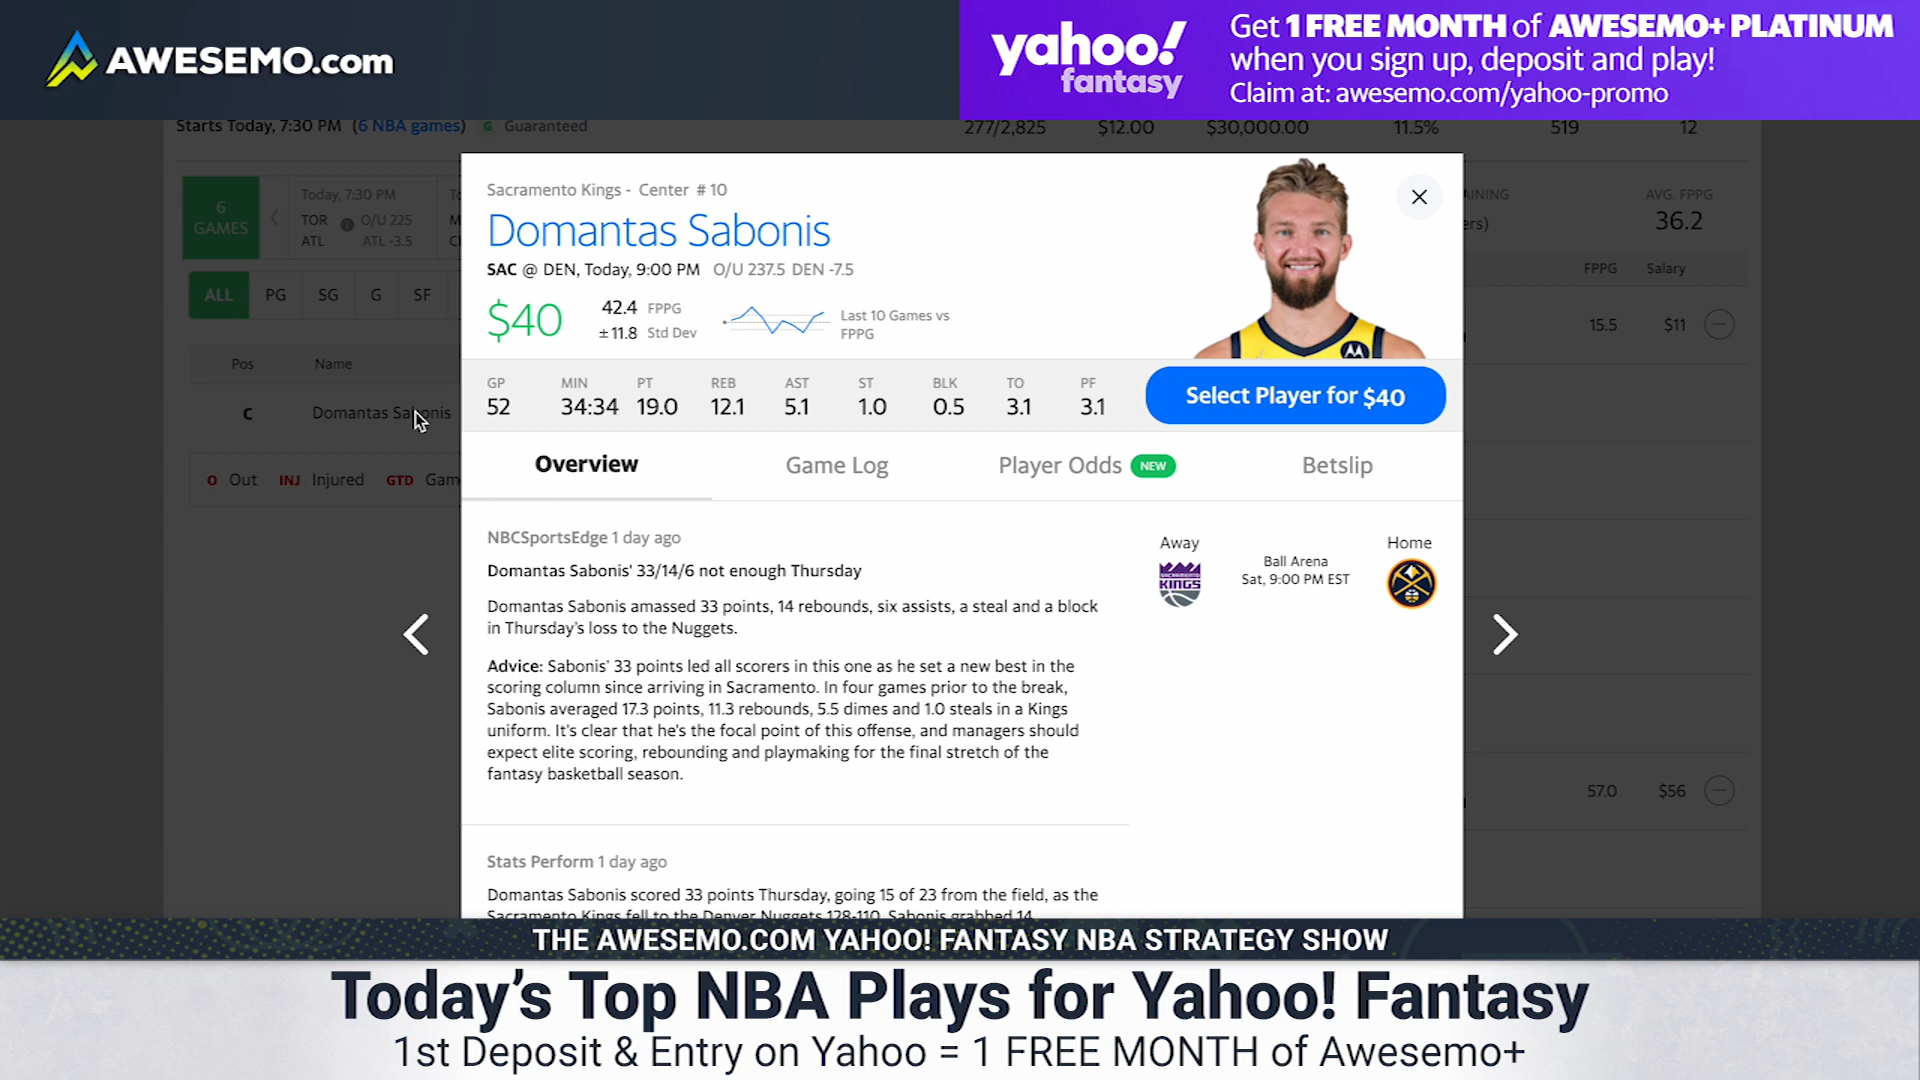 AWESEMO.com
yahoo!
fantasy
Get 1 FREE MONTH of AWESEMO+ PLATINUM
when you sign up, deposit and play!
Claim at: awesemo.com/yahoo-promo
Starts Today, 7:30 PM (6 NBA games) G Guaranteed
277/2,825 $12.00 $30,000.00 11.5% 519 12
6
GAMES
Today, 7:30 PM
TOR O/U 225
ATL ATL -3.5
AVG. FPPG
36.2
ALL PG SG G SF
FPPG Salary
Pos Name
15.5 $11
C Domantas Sabonis
O Out INJ Injured GTD
57.0 $56
Sacramento Kings - Center # 10
Domantas Sabonis
SAC @ DEN, Today, 9:00 PM O/U 237.5 DEN -7.5
$40
42.4 FPPG
±11.8 Std Dev
Last 10 Games vs
FPPG
GP MIN PT REB AST ST BLK TO PF
52 34:34 19.0 12.1 5.1 1.0 0.5 3.1 3.1
Select Player for $40
Overview Game Log Player Odds NEW Betslip
NBCSportsEdge 1 day ago
Domantas Sabonis' 33/14/6 not enough Thursday
Domantas Sabonis amassed 33 points, 14 rebounds, six assists, a steal and a block
in Thursday's loss to the Nuggets.
Advice: Sabonis' 33 points led all scorers in this one as he set a new best in the
scoring column since arriving in Sacramento. In four games prior to the break,
Sabonis averaged 17.3 points, 11.3 rebounds, 5.5 dimes and 1.0 steals in a Kings
uniform. It's clear that he's the focal point of this offense, and managers should
expect elite scoring, rebounding and playmaking for the final stretch of the
fantasy basketball season.
Away
Home
Ball Arena
Sat, 9:00 PM EST
KINGS
Stats Perform 1 day ago
Domantas Sabonis scored 33 points Thursday, going 15 of 23 from the field, as the
Sacramento Kings fell to the Denver Nuggets 128-110. Sabonis grabbed 14
THE AWESEMO.COM YAHOO! FANTASY NBA STRATEGY SHOW
Today's Top NBA Plays for Yahoo! Fantasy
1st Deposit & Entry on Yahoo = 1 FREE MONTH of Awesemo+